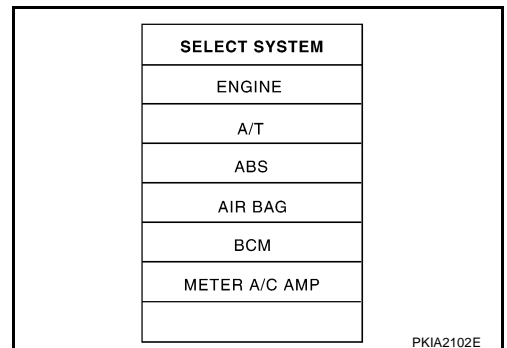 SELECT SYSTEM
ENGINE
A/T
ABS
AIR BAG
BCM
METER A/C AMP
PKIA2102E